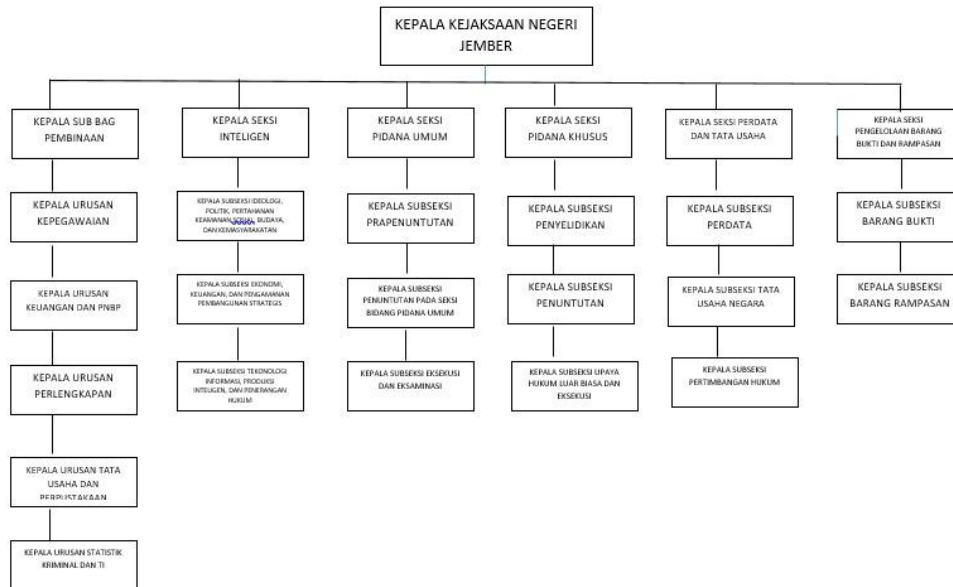 KEPALA KEJAKSAAN NEGERI
JEMBER
KEPALA SUB BAG
PEMBINAAN
KEPALA URUSAN
KEPEGAWAIAN
KEPALA URUSAN
KEUANGAN DAN PNBP
KEPALA URUSAN
PERLENGKAPAN
KEPALA URUSAN TATA
USAHA DAN
PERPUSTAKAAN
KEPALA URUSAN STATISTIK
KRIMINAL DAN TI
KEPALA SEKSI
INTELIGEN
KEPALA SUBSEKSI IDEOLOGI,
POLITIK, PERTAHANAN
KEAMANAN SOSIAL, BUDAYA,
DAN KEMASYARAKATAN
KEPALA SUBSEKSI EKONOMI,
KEUANGAN, DAN PENGAMANAN
PEMBANGUNAN STRATEGIS
KEPALA SUBSEKSI TEKONOLOGI
INFORMASI, PRODUKSI
INTELIGEN, DAN PENERANGAN
HUKUM
KEPALA SEKSI
PIDANA UMUM
KEPALA SUBSEKSI
PRAPENUNTUTAN
KEPALA SUBSEKSI
PENUNTUTAN PADA SEKSI
BIDANG PIDANA UMUM
KEPALA SUBSEKSI EKSEKUSI
DAN EKSAMINASI
KEPALA SEKSI
PIDANA KHUSUS
KEPALA SUBSEKSI
PENYELIDIKAN
KEPALA SUBSEKSI
PENUNTUTAN
KEPALA SUBSEKSI UPAYA
HUKUM LUAR BIASA DAN
EKSEKUSI
KEPALA SEKSI PERDATA
DAN TATA USAHA
KEPALA SUBSEKSI
PERDATA
KEPALA SUBSEKSI TATA
USAHA NEGARA
KEPALA SUBSEKSI
PERTIMBANGAN HUKUM
KEPALA SEKSI
PENGELOLAAN BARANG
BUKTI DAN RAMPASAN
KEPALA SUBSEKSI
BARANG BUKTI
KEPALA SUBSEKSI
BARANG RAMPASAN